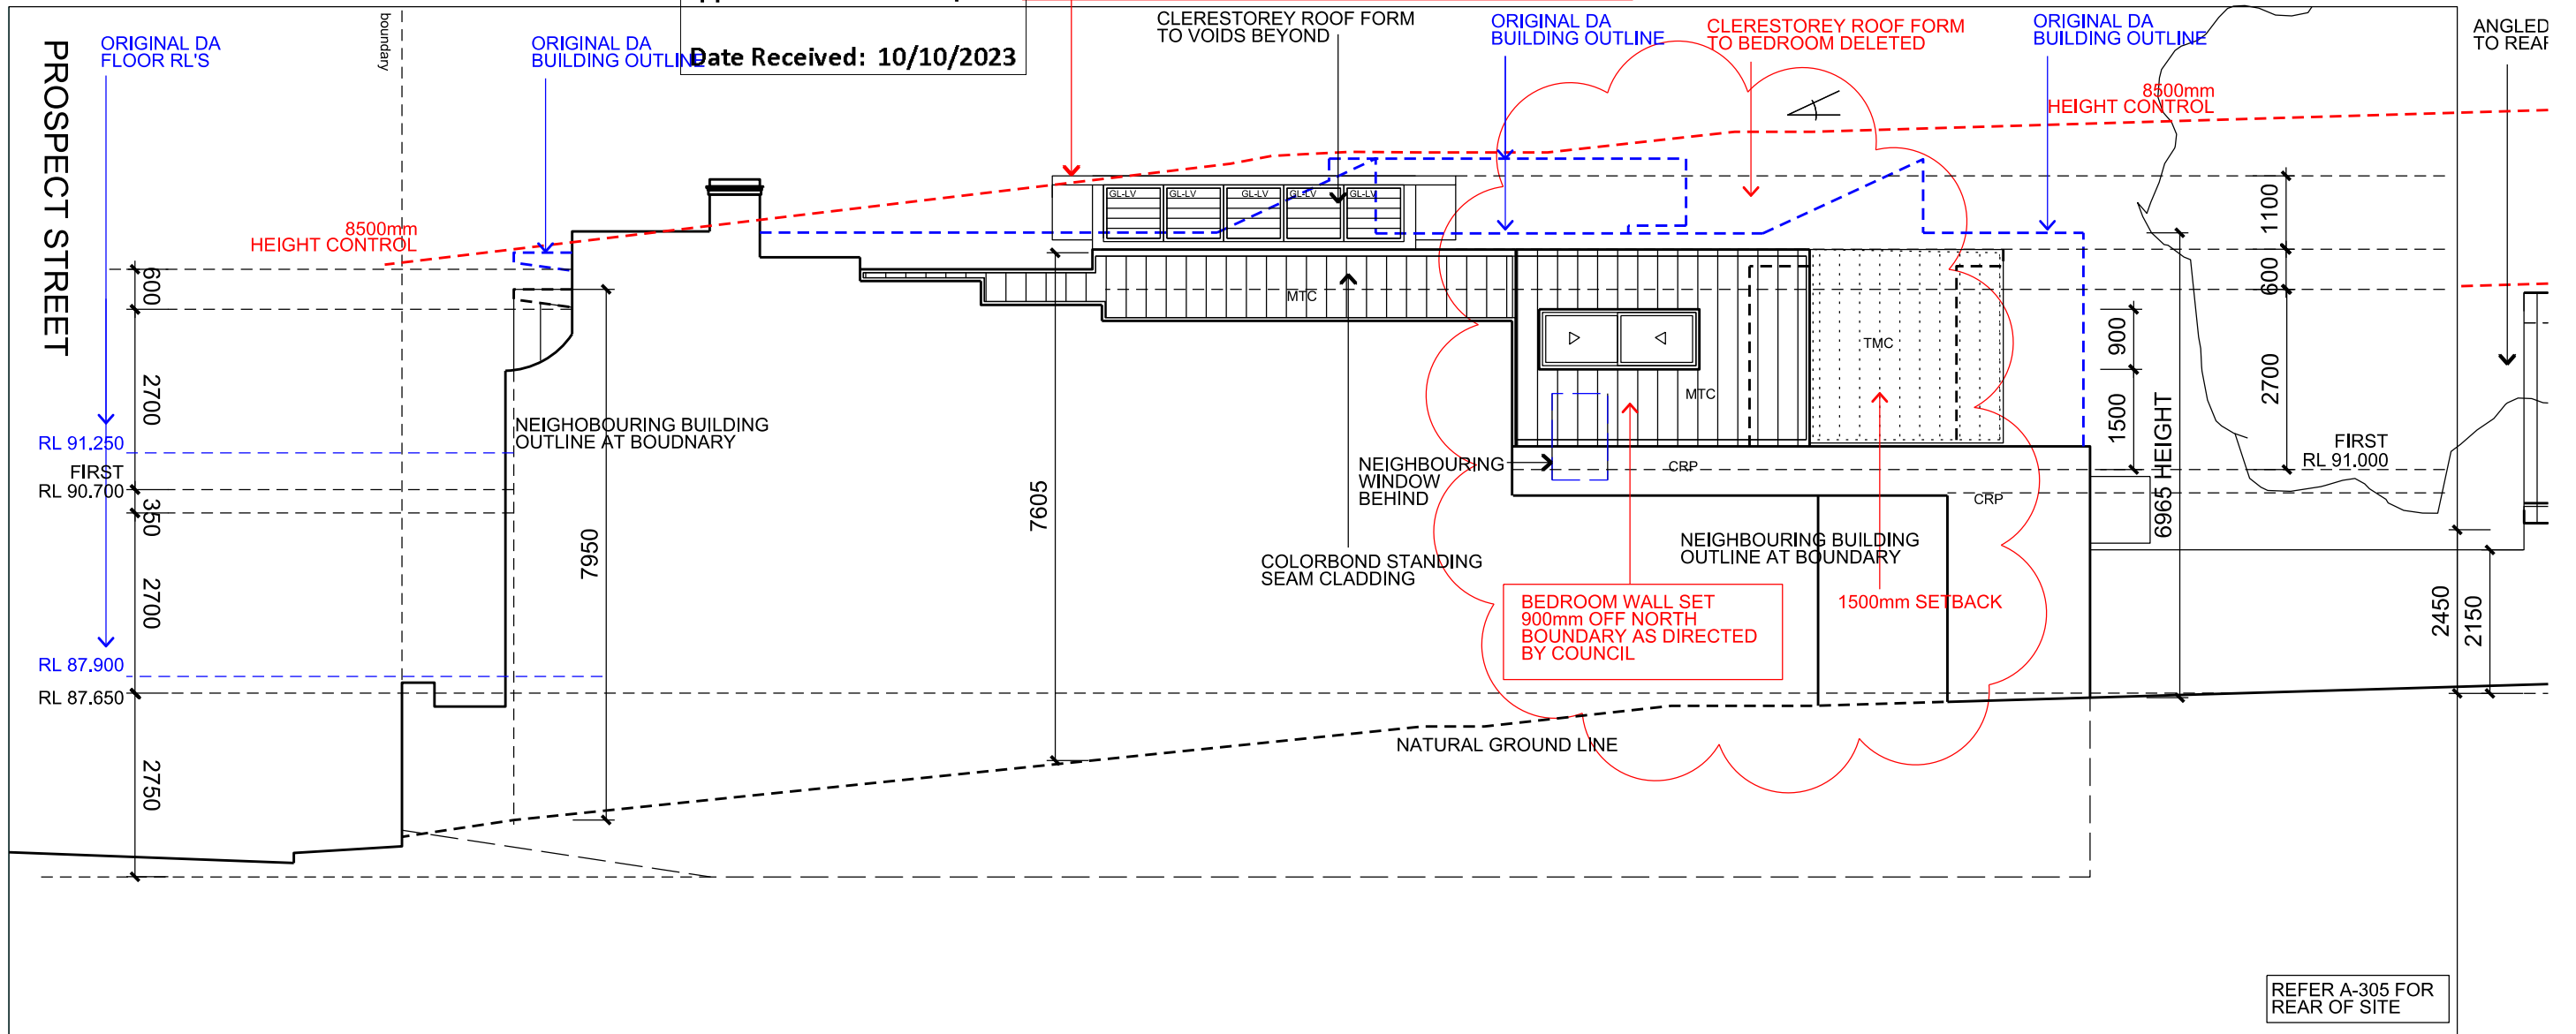 PROSPECT STREET
ORIGINAL DA
FLOOR RL'S
boundary
ORIGINAL DA
BUILDING OUTLINE
Date Received: 10/10/2023
CLERESTOREY ROOF FORM
TO VOIDS BEYOND
ORIGINAL DA
BUILDING OUTLINE
CLERESTOREY ROOF FORM
TO BEDROOM DELETED
ORIGINAL DA
BUILDING OUTLINE
ANGLED
TO REAR
8500mm
HEIGHT CONTROL
8500mm
HEIGHT CONTROL
GL-LV
GL-LV
GL-LV
GL-LV
GL-LV
1100
600
600
2700
900
1500
2700
MTC
MTC
TMC
NEIGHOBOURING BUILDING
OUTLINE AT BOUDNARY
RL 91.250
FIRST
RL 90.700
350
FIRST
RL 91.000
CRP
CRP
NEIGHBOURING
WINDOW
BEHIND
6965 HEIGHT
7605
7950
COLORBOND STANDING
SEAM CLADDING
NEIGHBOURING BUILDING
OUTLINE AT BOUNDARY
2700
BEDROOM WALL SET
900mm OFF NORTH
BOUNDARY AS DIRECTED
BY COUNCIL
1500mm SETBACK
2450
2150
RL 87.900
RL 87.650
NATURAL GROUND LINE
2750
REFER A-305 FOR
REAR OF SITE